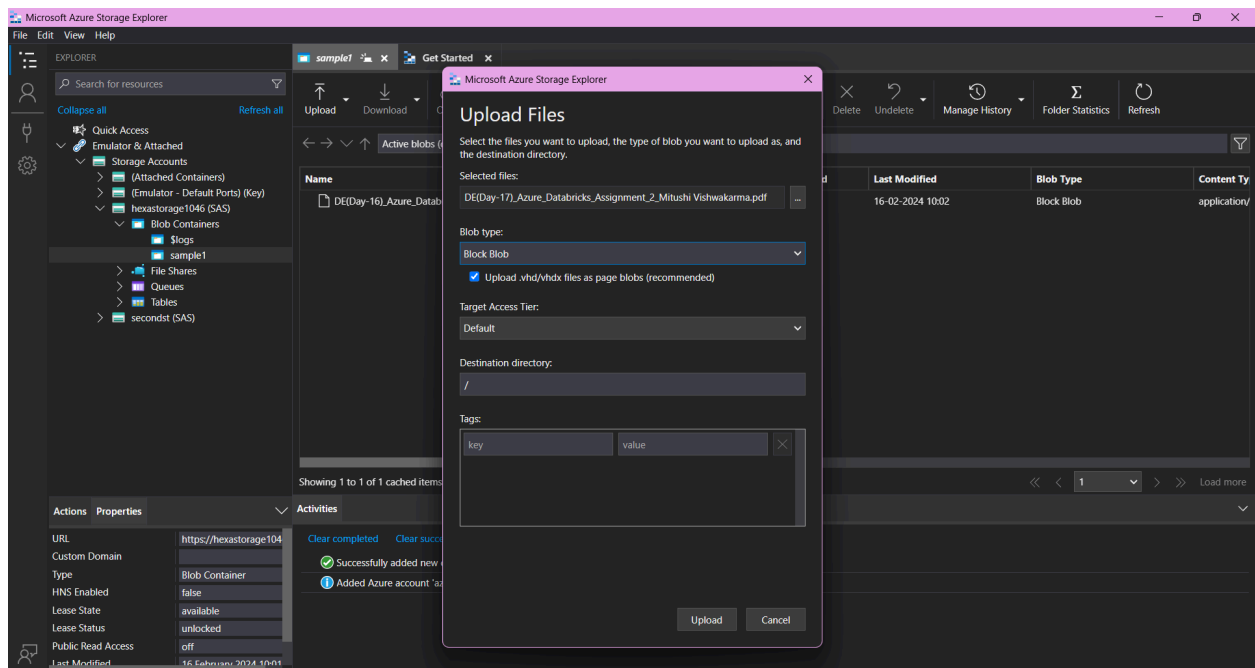 Microsoft Azure Storage Explorer
File Edit View Help
EXPLORER
Search for resources
Collapse all Refresh all
Quick Access
Emulator & Attached
Storage Accounts
(Attached Containers)
(Emulator - Default Ports) (Key)
hexastorage1046 (SAS)
Blob Containers
$logs
sample1
File Shares
Queues
Tables
secondst (SAS)
Actions Properties
URL https://hexastorage104
Custom Domain
Type Blob Container
HNS Enabled false
Lease State available
Lease Status unlocked
Public Read Access off
Last Modified 16 February 2024 10:01
sample1 Get Started
Upload Download Delete Undelete Manage History Folder Statistics Refresh
Active blobs (
Name Last Modified Blob Type Content Ty
DE(Day-16)_Azure_Datab 16-02-2024 10:02 Block Blob application/
Showing 1 to 1 of 1 cached items 1 Load more
Activities
Clear completed Clear succ
Successfully added new
Added Azure account 'az
Microsoft Azure Storage Explorer
Upload Files
Select the files you want to upload, the type of blob you want to upload as, and
the destination directory.
Selected files:
DE(Day-17)_Azure_Databricks_Assignment_2_Mitushi Vishwakarma.pdf ...
Blob type:
Block Blob
Upload .vhd/vhdx files as page blobs (recommended)
Target Access Tier:
Default
Destination directory:
/
Tags:
key value
Upload Cancel